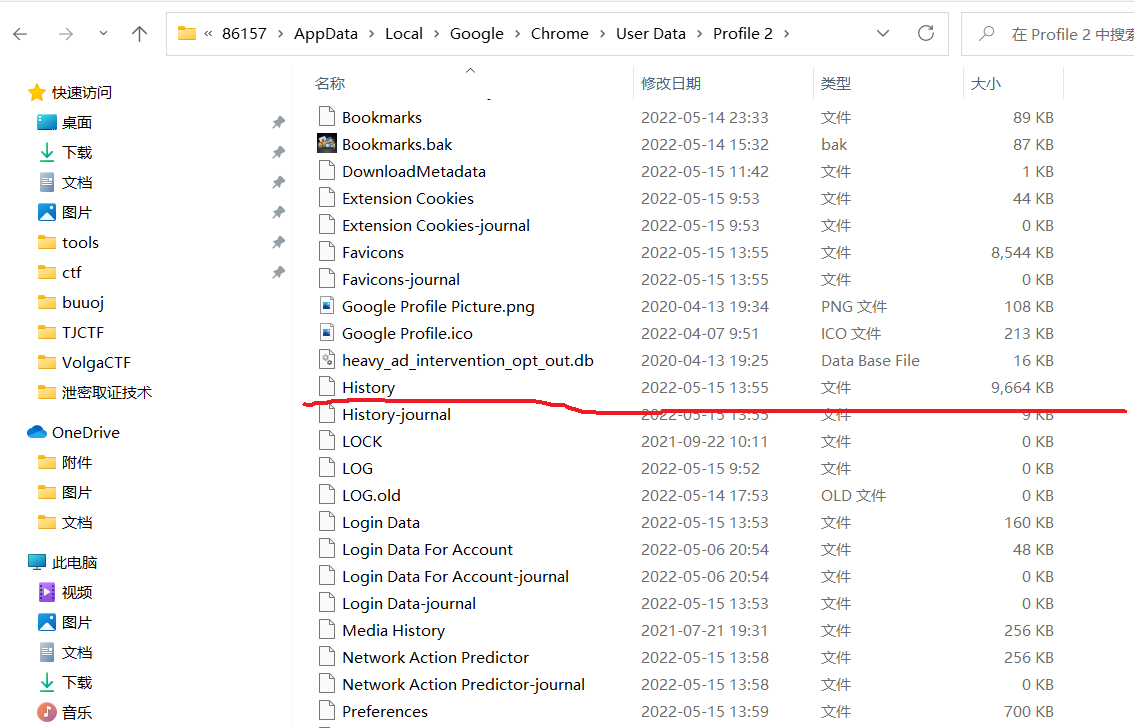 « 86157 › AppData › Local › Google › Chrome › User Data › Profile 2 ›
在 Profile 2 中搜索
名称 修改日期 类型 大小
快速访问
桌面
下载
文档
图片
tools
ctf
buuoj
TJCTF
VolgaCTF
泄密取证技术
OneDrive
附件
图片
文档
此电脑
视频
图片
文档
下载
音乐
Bookmarks 2022-05-14 23:33 文件 89 KB
Bookmarks.bak 2022-05-14 15:32 bak 87 KB
DownloadMetadata 2022-05-15 11:42 文件 1 KB
Extension Cookies 2022-05-15 9:53 文件 44 KB
Extension Cookies-journal 2022-05-15 9:53 文件 0 KB
Favicons 2022-05-15 13:55 文件 8,544 KB
Favicons-journal 2022-05-15 13:55 文件 0 KB
Google Profile Picture.png 2020-04-13 19:34 PNG 文件 108 KB
Google Profile.ico 2022-04-07 9:51 ICO 文件 213 KB
heavy_ad_intervention_opt_out.db 2020-04-13 19:25 Data Base File 16 KB
History 2022-05-15 13:55 文件 9,664 KB
History-journal 2022-05-15 13:55 文件 9 KB
LOCK 2021-09-22 10:11 文件 0 KB
LOG 2022-05-15 9:52 文件 0 KB
LOG.old 2022-05-14 17:53 OLD 文件 0 KB
Login Data 2022-05-15 13:53 文件 160 KB
Login Data For Account 2022-05-06 20:54 文件 48 KB
Login Data For Account-journal 2022-05-06 20:54 文件 0 KB
Login Data-journal 2022-05-15 13:53 文件 0 KB
Media History 2021-07-21 19:31 文件 256 KB
Network Action Predictor 2022-05-15 13:58 文件 256 KB
Network Action Predictor-journal 2022-05-15 13:58 文件 0 KB
Preferences 2022-05-15 13:59 文件 700 KB